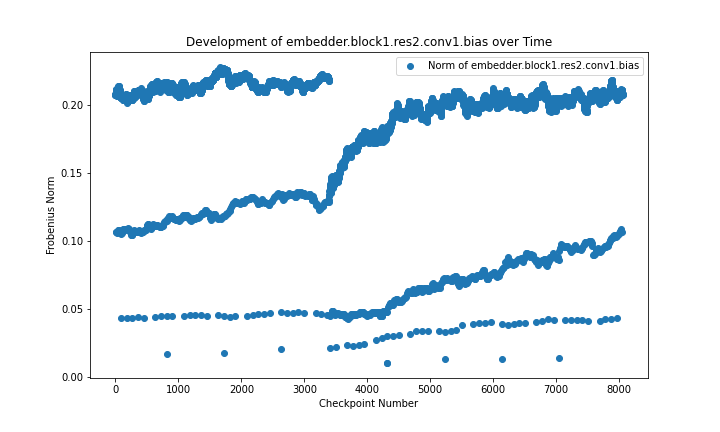 Development of embedder.block1.res2.conv1.bias over Time
Norm of embedder.block1.res2.conv1.bias
Frobenius Norm
0.20
0.15
0.10
0.05
0.00
0 1000 2000 3000 4000 5000 6000 7000 8000
Checkpoint Number